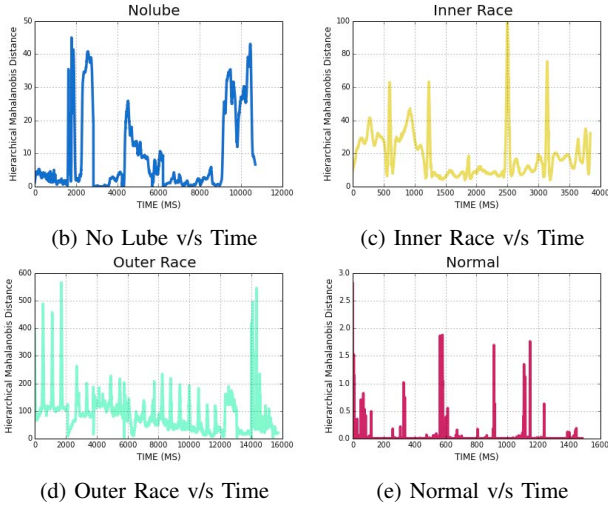 Nolube
Hierarchical Mahalanobis Distance
50
40
30
20
10
0
0 2000 4000 6000 8000 10000 12000
TIME (MS)
(b) No Lube v/s Time
Inner Race
Hierarchical Mahalanobis Distance
100
80
60
40
20
0
0 500 1000 1500 2000 2500 3000 3500 4000
TIME (MS)
(c) Inner Race v/s Time
Outer Race
Hierarchical Mahalanobis Distance
600
500
400
300
200
100
0
0 2000 4000 6000 8000 10000 12000 14000 16000
TIME (MS)
(d) Outer Race v/s Time
Normal
Hierarchical Mahalanobis Distance
3.0
2.5
2.0
1.5
1.0
0.5
0.0
0 200 400 600 800 1000 1200 1400 1600
TIME (MS)
(e) Normal v/s Time